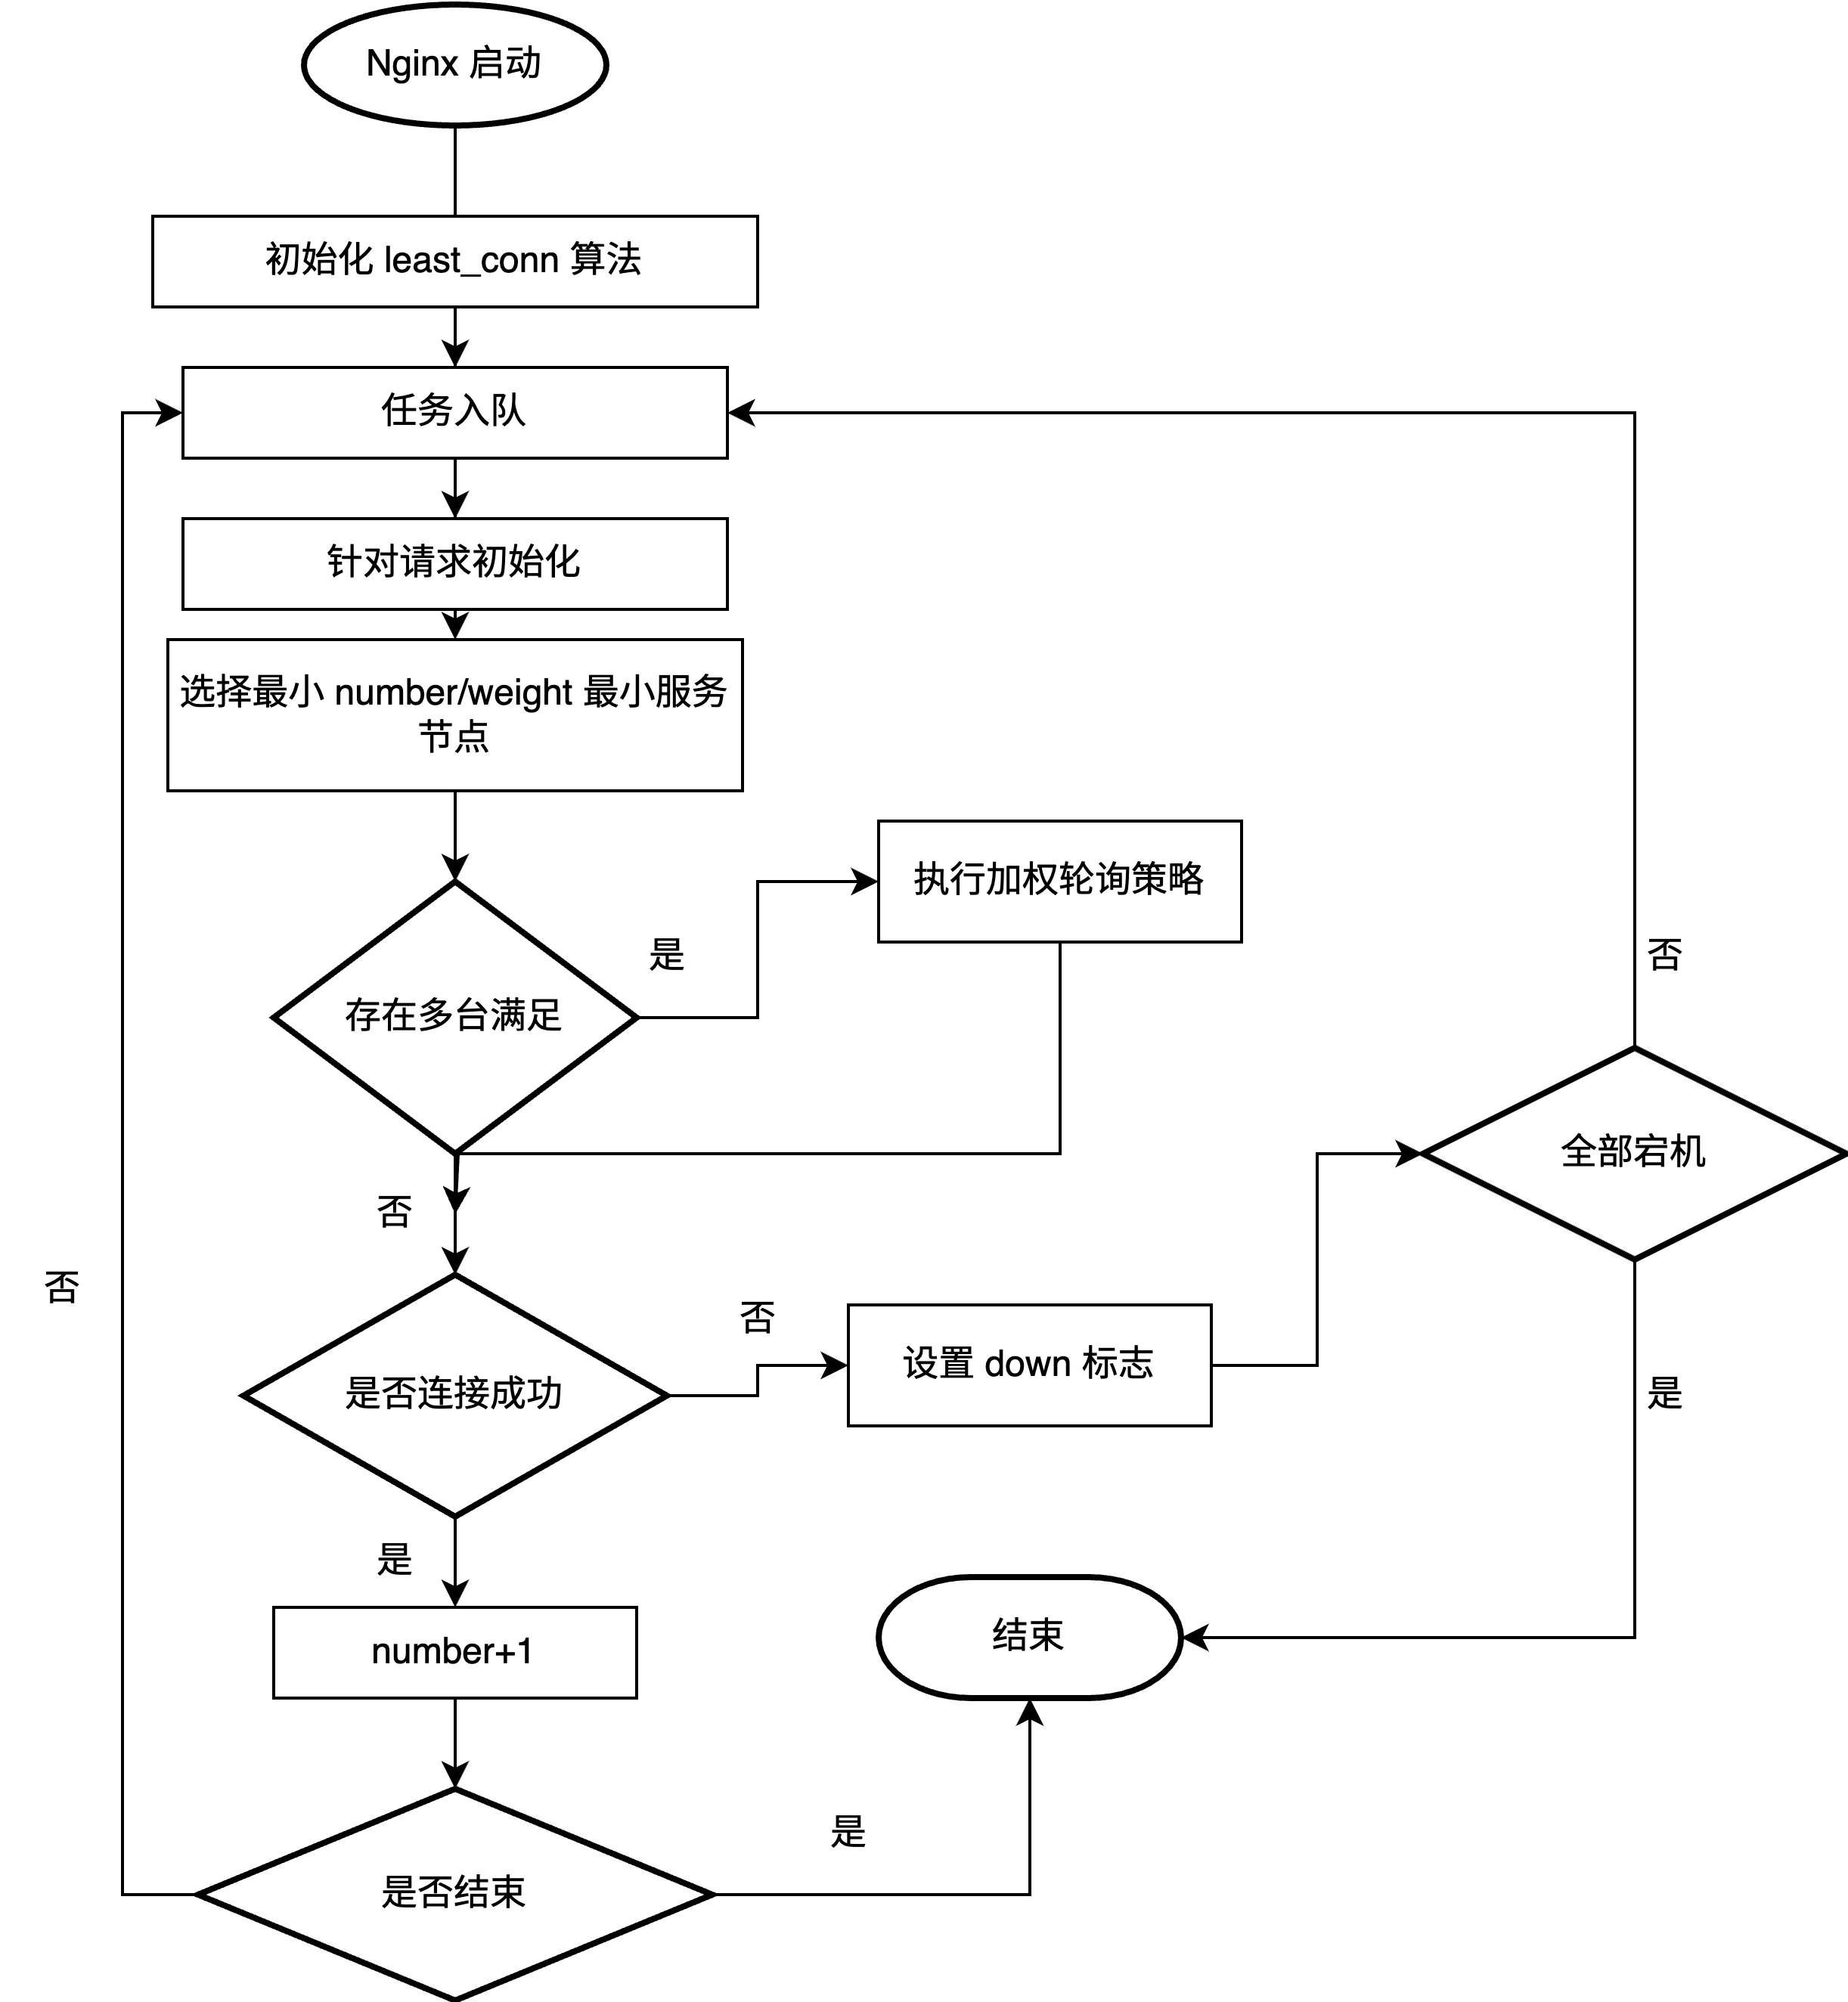 Nginx 启动
初始化 least_conn 算法
任务入队
针对请求初始化
选择最小 number/weight 最小服务
节点
执行加权轮询策略
是
否
存在多台满足
全部宕机
否
否
否
设置 down 标志
是否连接成功
是
是
结束
number+1
是
是否结束